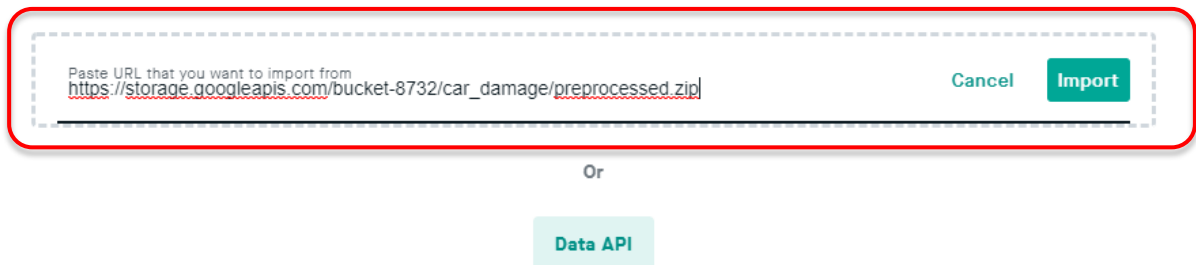 Paste URL that you want to import from
https://storage.googleapis.com/bucket-8732/car_damage/preprocessed.zip
Cancel
Import
Or
Data API